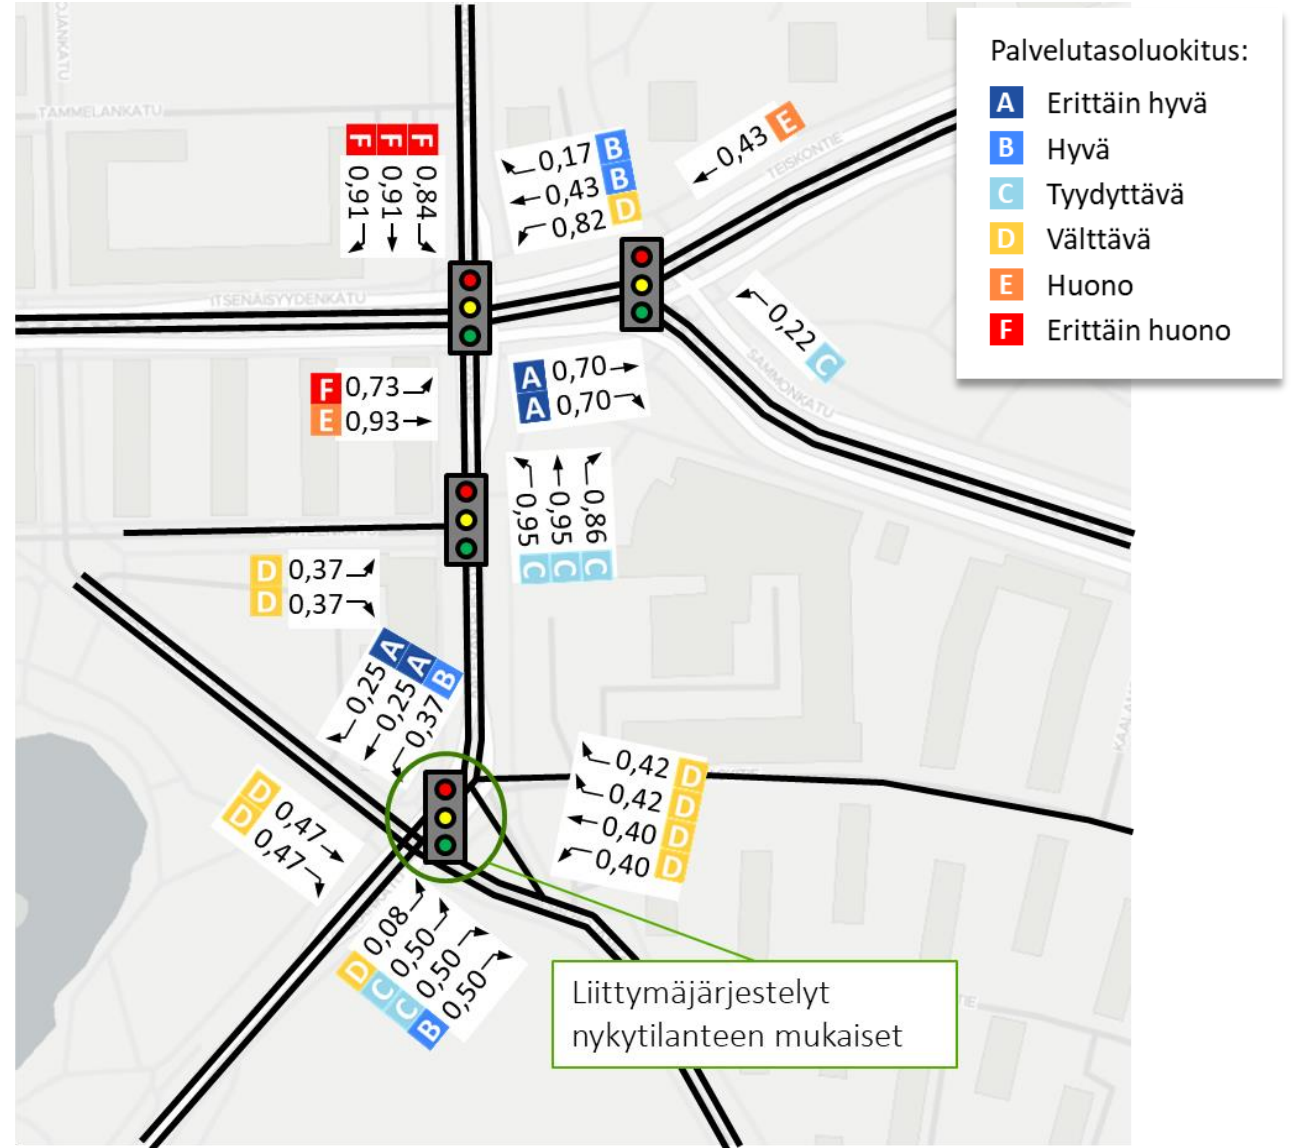 Palvelutasoluokitus:
A Erittäin hyvä
B Hyvä
C Tyydyttävä
D Välttävä
E Huono
F Erittäin huono
TAMMELANKATU
ITSENÄISYYDENKATU
TEISKONTIE
SAMMONKATU
F F F
0,91 0,91 0,84
0,17 B
0,43 B
0,82 D
0,43 E
0,22 C
F 0,73
E 0,93
A 0,70
A 0,70
0,95 0,95 0,86
C C C
D 0,37
D 0,37
A A B
0,25 0,25 0,37
0,42 D
0,42 D
0,40 D
0,40 D
D 0,47
D 0,47
0,08 0,50 0,50 0,50
D C C B
Liittymäjärjestelyt
nykytilanteen mukaiset